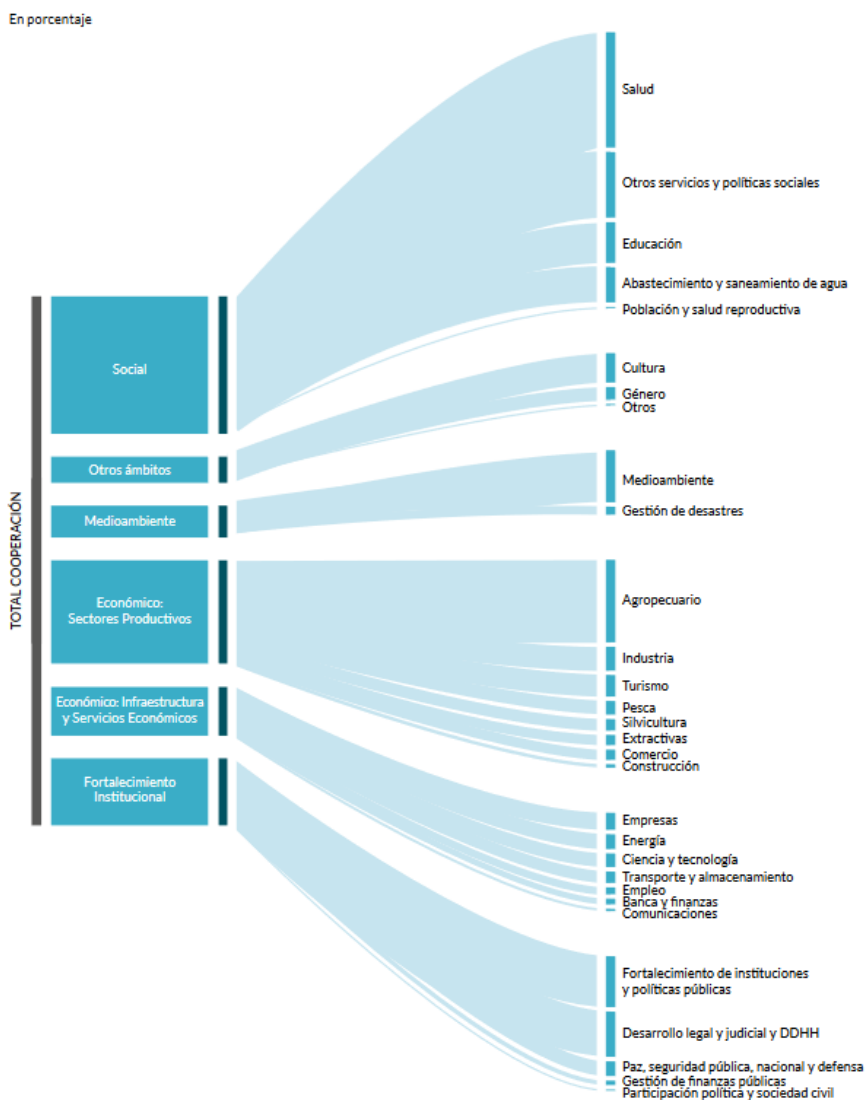 En porcentaje
TOTAL COOPERACIÓN
Social
Otros ámbitos
Medioambiente
Económico:
Sectores Productivos
Económico: Infraestructura
y Servicios Económicos
Fortalecimiento
Institucional
Salud
Otros servicios y políticas sociales
Educación
Abastecimiento y saneamiento de agua
Población y salud reproductiva
Cultura
Género
Otros
Medioambiente
Gestión de desastres
Agropecuario
Industria
Turismo
Pesca
Silvicultura
Extractivas
Comercio
Construcción
Empresas
Energía
Ciencia y tecnología
Transporte y almacenamiento
Empleo
Banca y finanzas
Comunicaciones
Fortalecimiento de instituciones
y políticas públicas
Desarrollo legal y judicial y DDHH
Paz, seguridad pública, nacional y defensa
Gestión de finanzas públicas
Participación política y sociedad civil